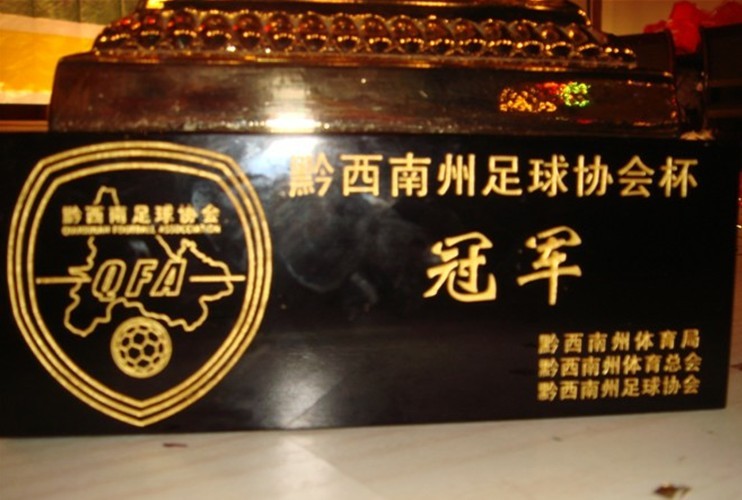 黔西南足球协会
QIANXINAN FOOTBALL ASSOCIATION
QFA
黔西南州足球协会杯
冠军
黔西南州体育局
黔西南州体育总会
黔西南州足球协会